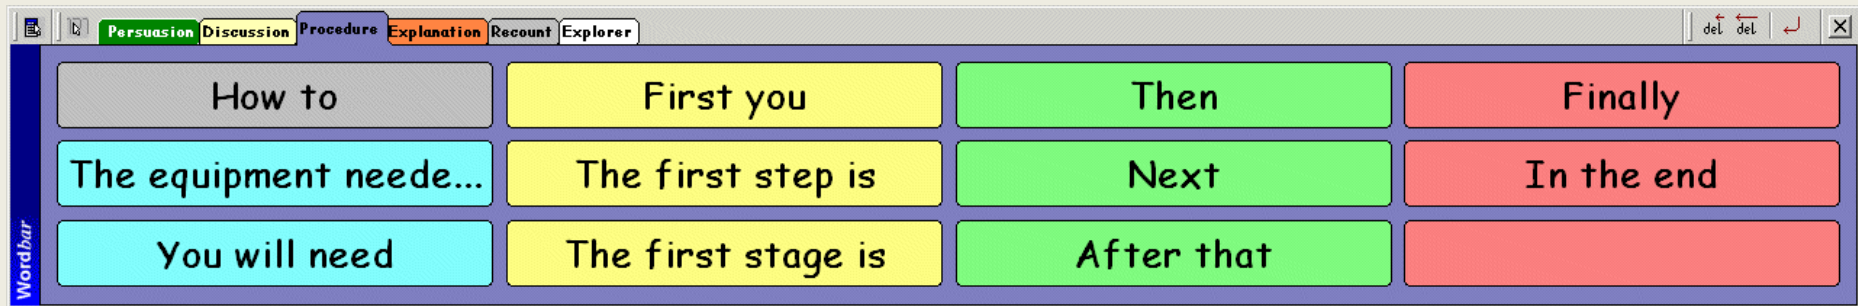 Persuasion Discussion Procedure Explanation Recount Explorer del del
How to First you Then Finally
The equipment neede... The first step is Next In the end
You will need The first stage is After that
Wordbar